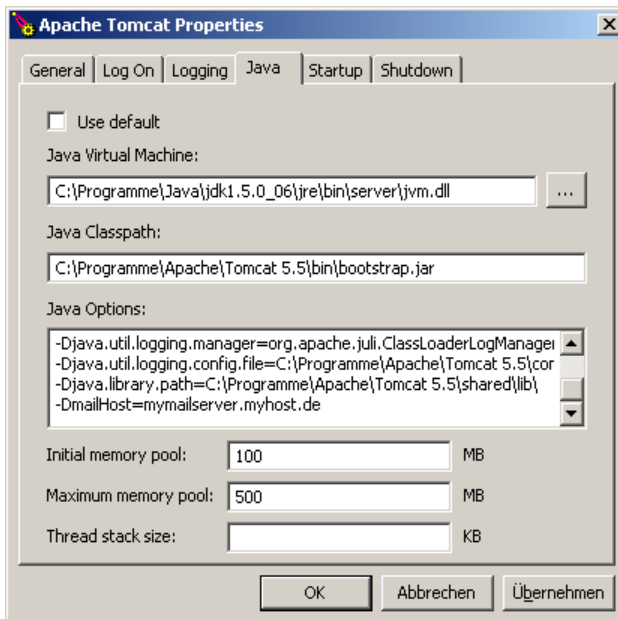 Apache Tomcat Properties
General Log On Logging Java Startup Shutdown
Use default
Java Virtual Machine:
C:\Programme\Java\jdk1.5.0_06\jre\bin\server\jvm.dll ...
Java Classpath:
C:\Programme\Apache\Tomcat 5.5\bin\bootstrap.jar
Java Options:
-Djava.util.logging.manager=org.apache.juli.ClassLoaderLogManager
-Djava.util.logging.config.file=C:\Programme\Apache\Tomcat 5.5\cor
-Djava.library.path=C:\Programme\Apache\Tomcat 5.5\shared\lib\
-DmailHost=mymailserver.myhost.de
Initial memory pool: 100 MB
Maximum memory pool: 500 MB
Thread stack size: KB
OK Abbrechen Übernehmen